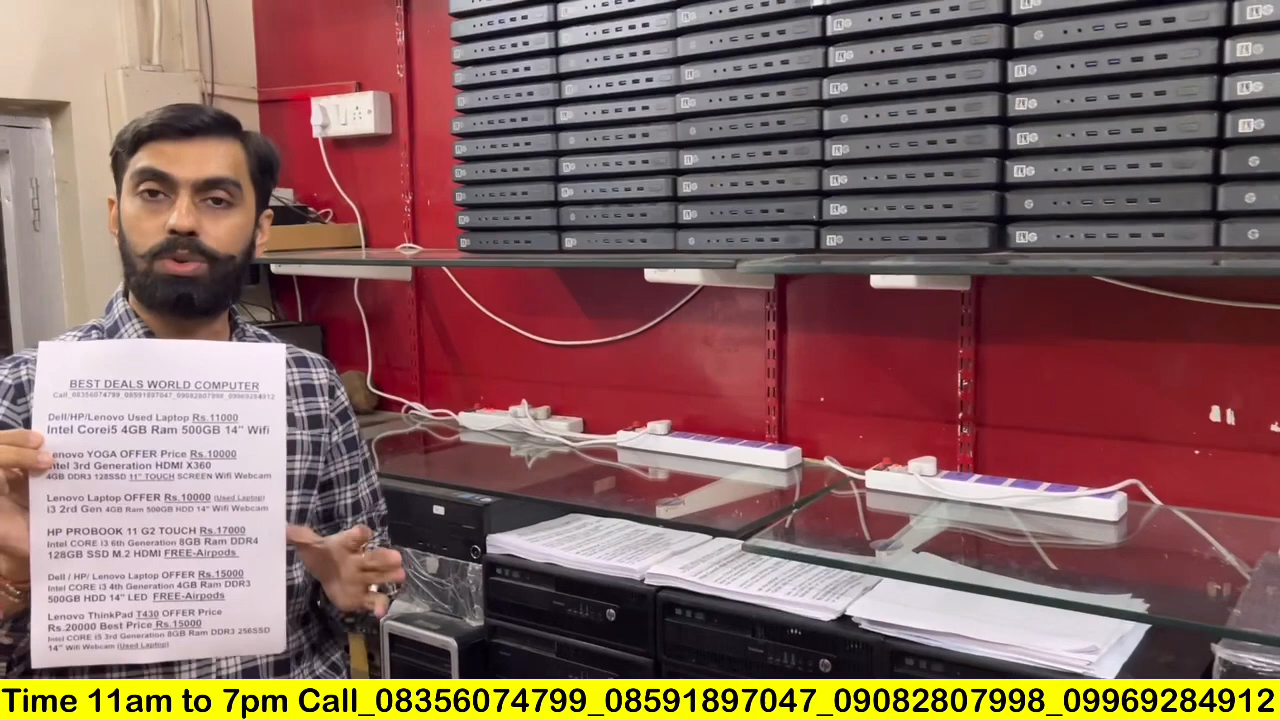 BEST DEALS WORLD COMPUTER
Call_08356074799_08591897047_09082807998_09969284912
Dell/HP/Lenovo Used Laptop Rs.11000
Intel Corei5 4GB Ram 500GB 14" Wifi
enovo YOGA OFFER Price Rs.10000
ntel 3rd Generation HDMI X360
4GB DDR3 128SSD 11" TOUCH SCREEN Wifi Webcam
Lenovo Laptop OFFER Rs.10000 (Used Laptop)
i3 2rd Gen 4GB Ram 500GB HDD 14" Wifi Webcam
HP PROBOOK 11 G2 TOUCH Rs.17000
Intel CORE i3 6th Generation 8GB Ram DDR4
128GB SSD M.2 HDMI FREE-Airpods
Dell / HP/ Lenovo Laptop OFFER Rs.15000
Intel CORE i3 4th Generation 4GB Ram DDR3
500GB HDD 14" LED FREE-Airpods
Lenovo ThinkPad T430 OFFER Price
Rs.20000 Best Price Rs.15000
Intel CORE i5 3rd Generation 8GB Ram DDR3 256SSD
14" Wifi Webcam (Used Laptop)
Time 11am to 7pm Call_08356074799_08591897047_09082807998_09969284912